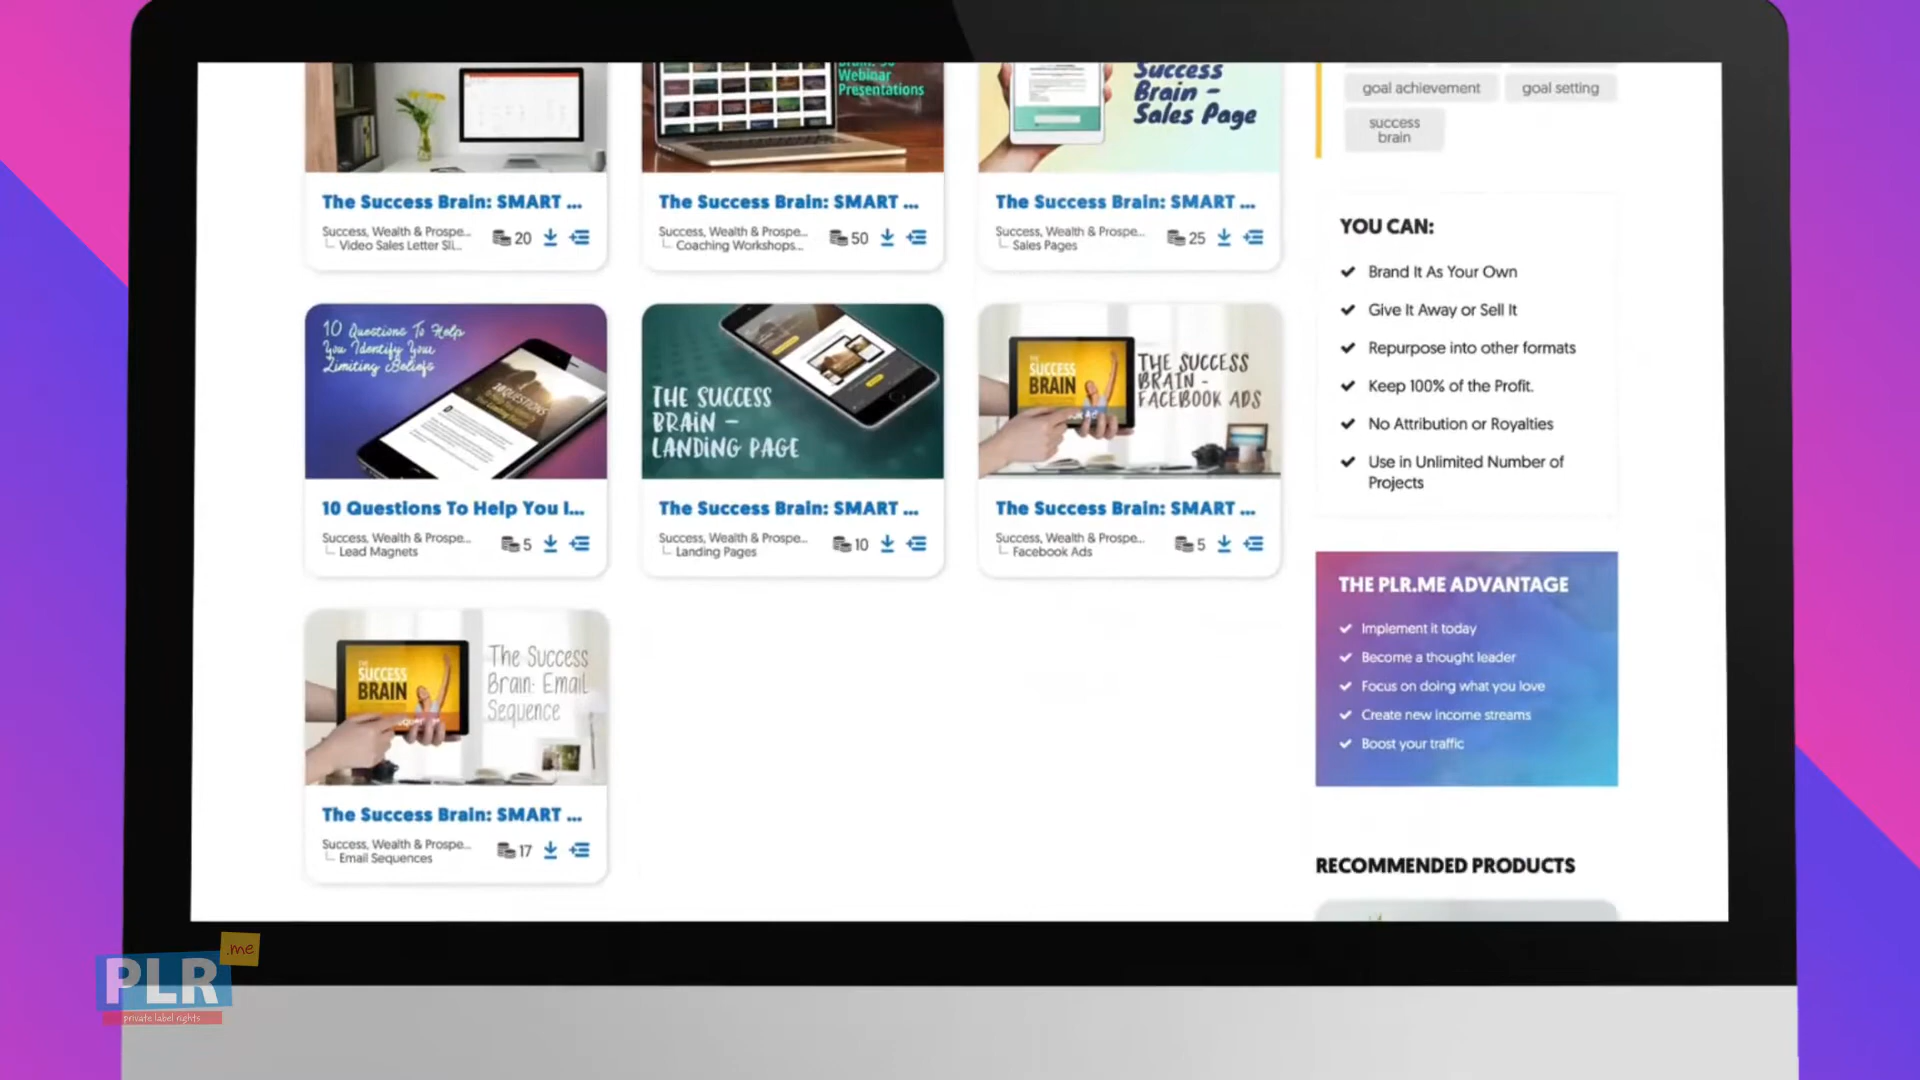 Webinar
Presentations
Success
Brain -
Sales Page
goal achievement
goal setting
success
brain
The Success Brain: SMART ...
Success, Wealth & Prospe...
Video Sales Letter Sli...
20
The Success Brain: SMART ...
Success, Wealth & Prospe...
Coaching Workshops...
50
The Success Brain: SMART ...
Success, Wealth & Prospe...
Sales Pages
25
YOU CAN:
Brand It As Your Own
Give It Away or Sell It
Repurpose into other formats
Keep 100% of the Profit.
No Attribution or Royalties
Use in Unlimited Number of
Projects
10 Questions To Help
You Identify Your
Limiting Beliefs
10 QUESTIONS
THE SUCCESS
BRAIN -
LANDING PAGE
SUCCESS
BRAIN
THE SUCCESS
BRAIN -
FACEBOOK ADS
10 Questions To Help You I...
Success, Wealth & Prospe...
Lead Magnets
5
The Success Brain: SMART ...
Success, Wealth & Prospe...
Landing Pages
10
The Success Brain: SMART ...
Success, Wealth & Prospe...
Facebook Ads
5
THE PLR.ME ADVANTAGE
Implement it today
Become a thought leader
Focus on doing what you love
Create new income streams
Boost your traffic
THE
SUCCESS
BRAIN
The Success
Brain: Email
Sequence
The Success Brain: SMART ...
Success, Wealth & Prospe...
Email Sequences
17
RECOMMENDED PRODUCTS
.me
PLR
private label rights